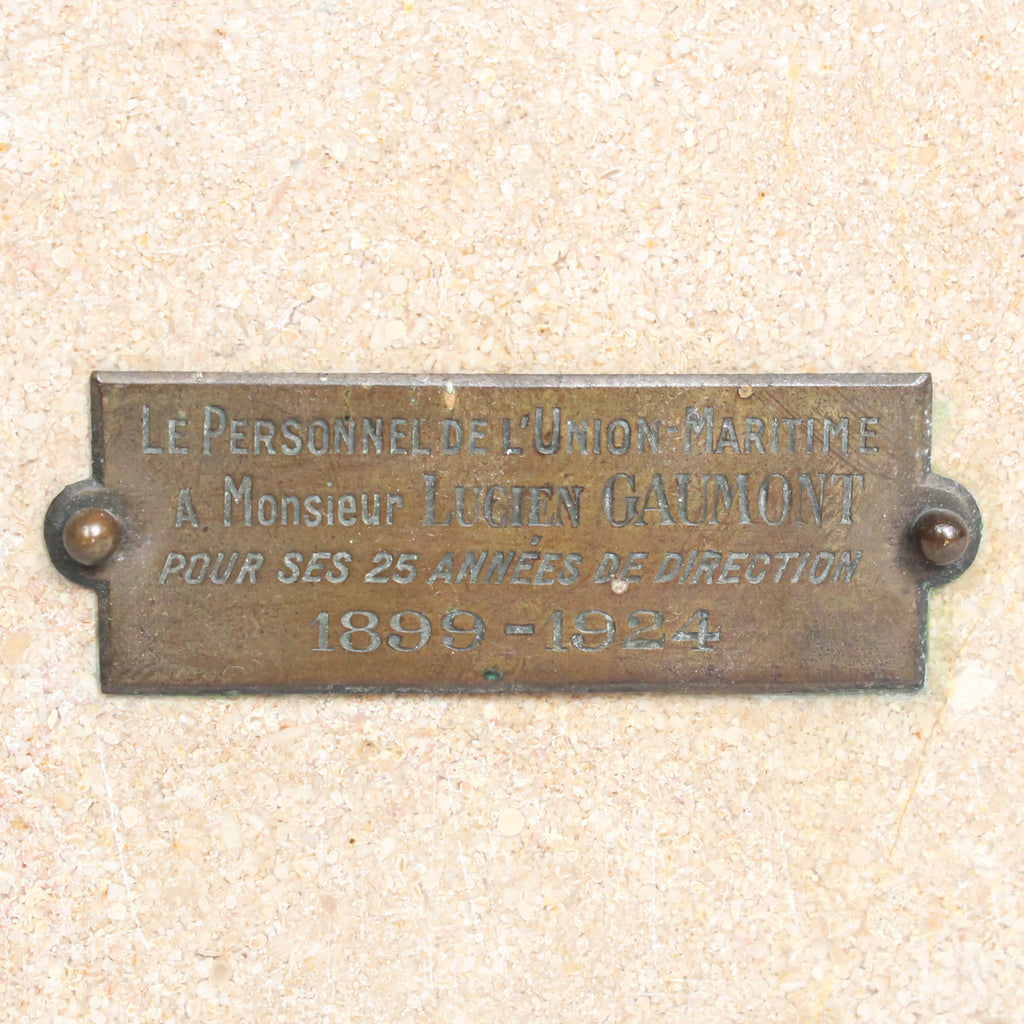 LE PERSONNEL DE L'UNION-MARITIME
A Monsieur LUCIEN GAUMONT
POUR SES 25 ANNÉES DE DIRECTION
1899-1924